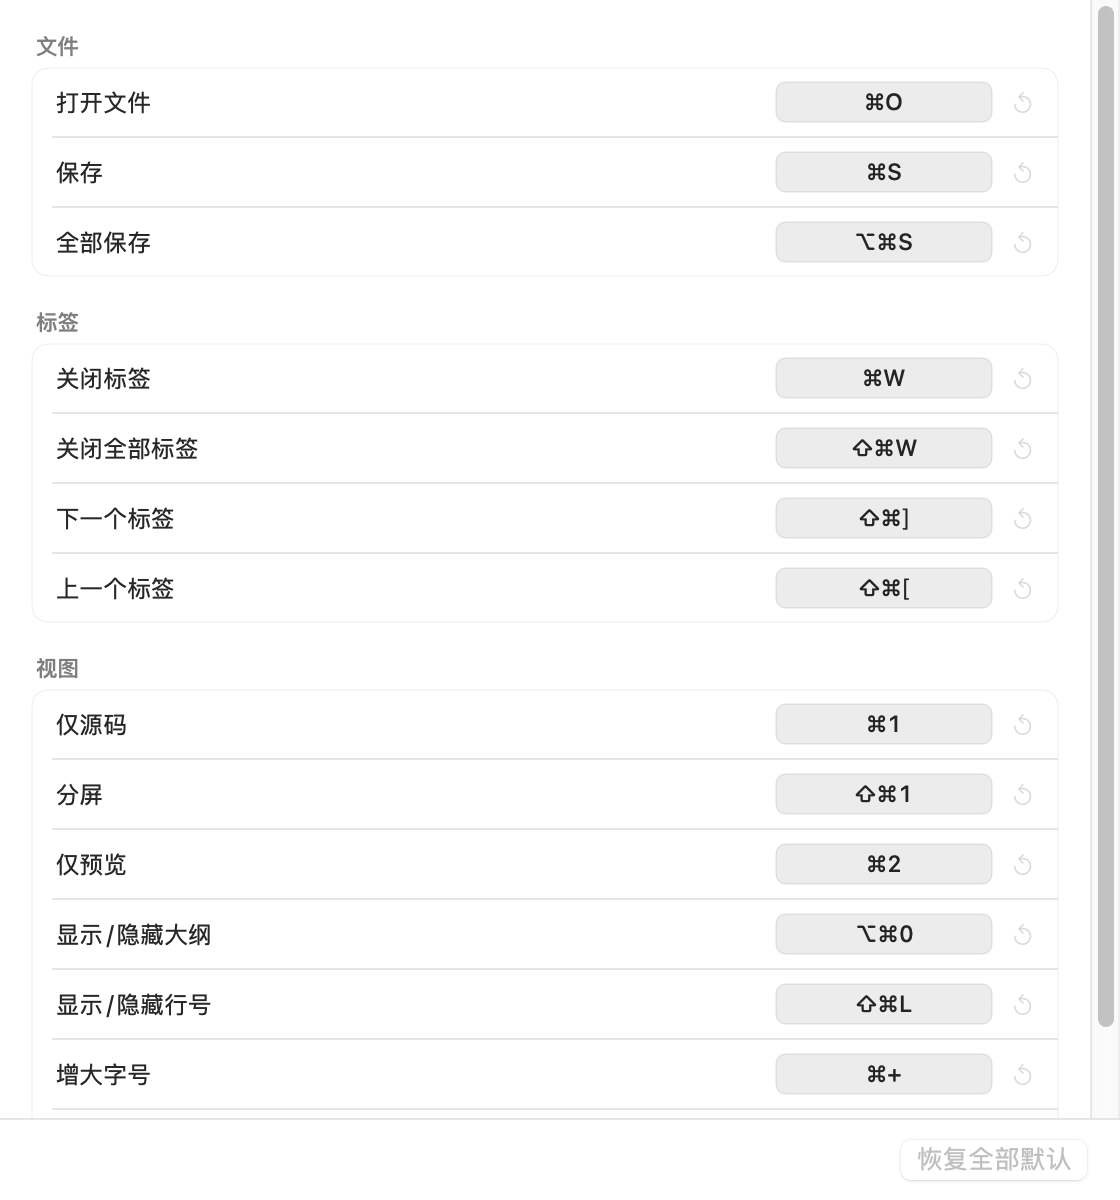 文件
打开文件 ⌘O
保存 ⌘S
全部保存 ⌥⌘S
标签
关闭标签 ⌘W
关闭全部标签 ⇧⌘W
下一个标签 ⇧⌘]
上一个标签 ⇧⌘[
视图
仅源码 ⌘1
分屏 ⇧⌘1
仅预览 ⌘2
显示/隐藏大纲 ⌥⌘0
显示/隐藏行号 ⇧⌘L
增大字号 ⌘+
恢复全部默认